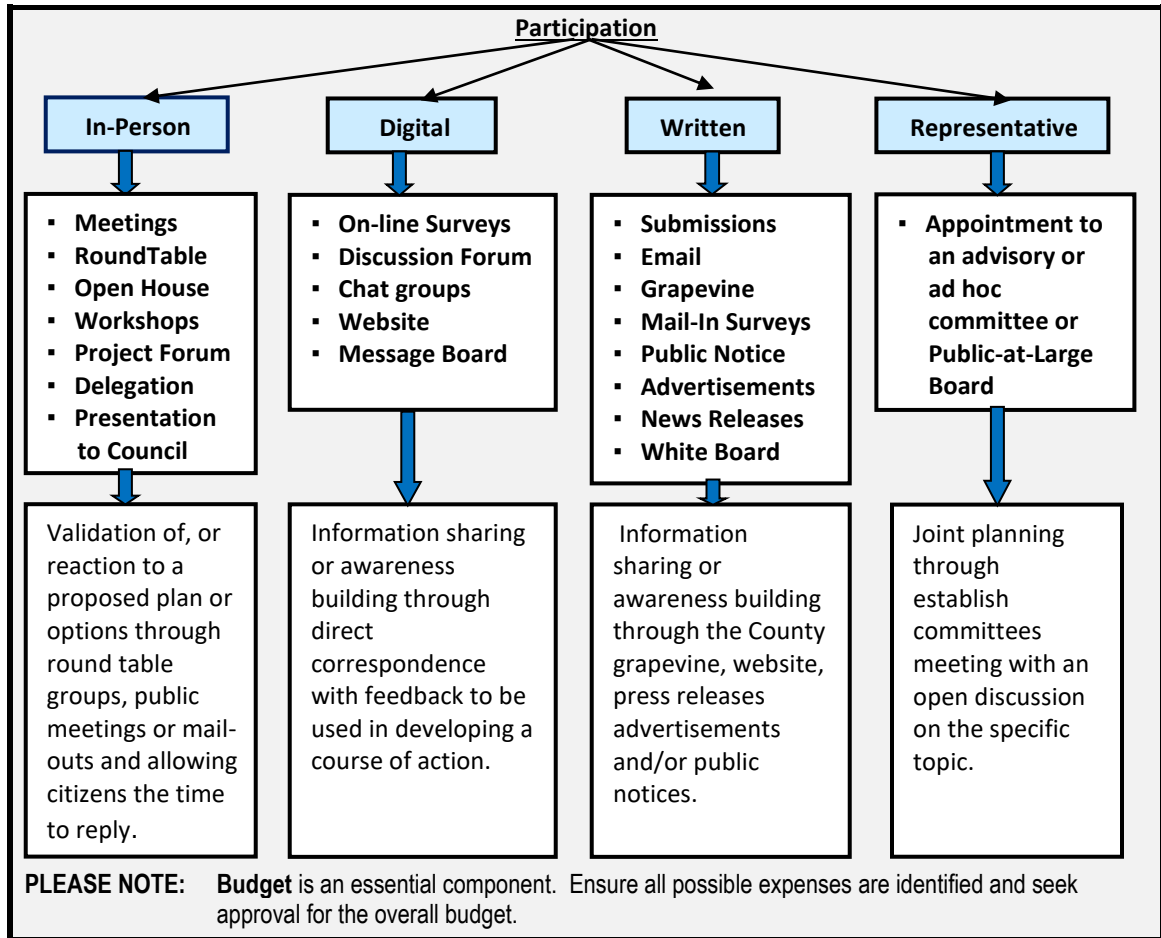 Participation
In-Person
Digital
Written
Representative
▪ Meetings
▪ RoundTable
▪ Open House
▪ Workshops
▪ Project Forum
▪ Delegation
▪ Presentation
to Council
▪ On-line Surveys
▪ Discussion Forum
▪ Chat groups
▪ Website
▪ Message Board
▪ Submissions
▪ Email
▪ Grapevine
▪ Mail-In Surveys
▪ Public Notice
▪ Advertisements
▪ News Releases
▪ White Board
▪ Appointment to
an advisory or
ad hoc
committee or
Public-at-Large
Board
Validation of, or
reaction to a
proposed plan or
options through
round table
groups, public
meetings or mail-
outs and allowing
citizens the time
to reply.
Information sharing
or awareness
building through
direct
correspondence
with feedback to be
used in developing a
course of action.
Information
sharing or
awareness building
through the County
grapevine, website,
press releases
advertisements
and/or public
notices.
Joint planning
through
establish
committees
meeting with an
open discussion
on the specific
topic.
PLEASE NOTE: Budget is an essential component. Ensure all possible expenses are identified and seek
approval for the overall budget.